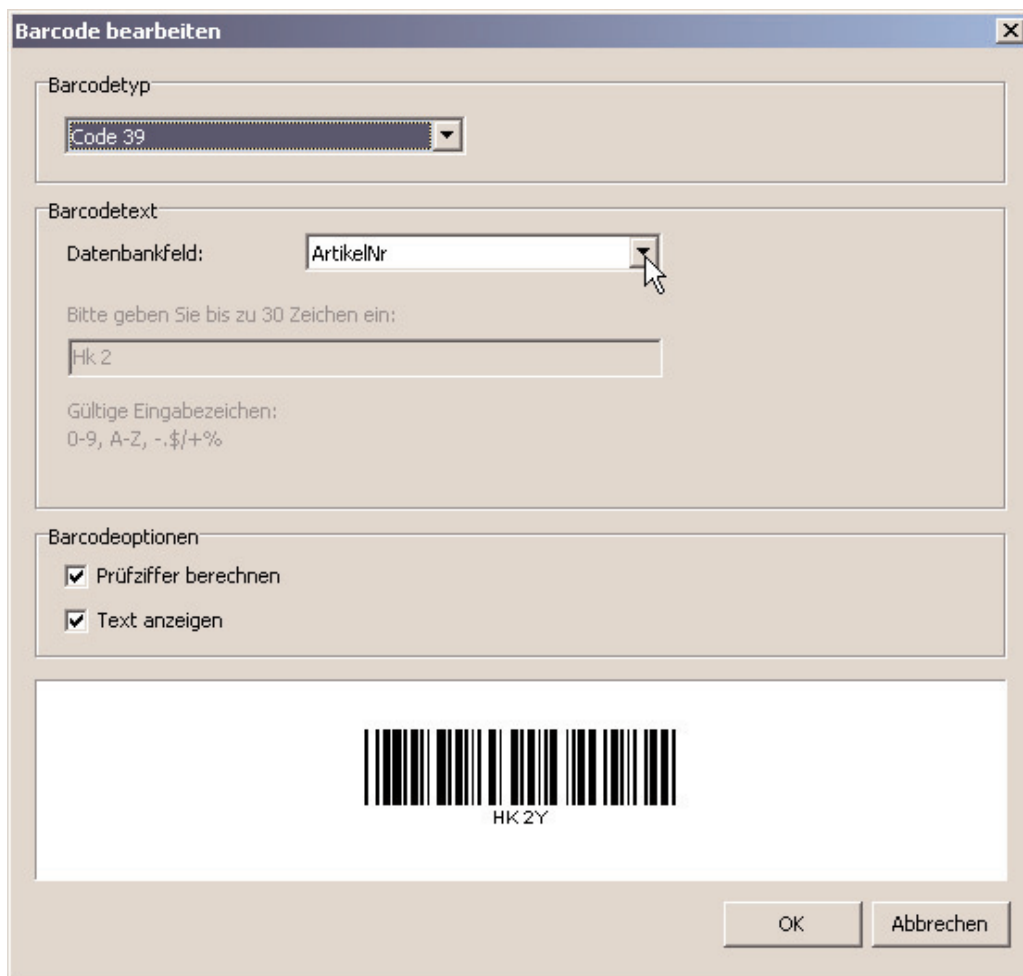 Barcode bearbeiten
Barcodetyp
Code 39
Barcodetext
Datenbankfeld: ArtikelNr
Bitte geben Sie bis zu 30 Zeichen ein:
Hk 2
Gültige Eingabezeichen:
0-9, A-Z, -.$/+%
Barcodeoptionen
Prüfziffer berechnen
Text anzeigen
HK 2Y
OK Abbrechen